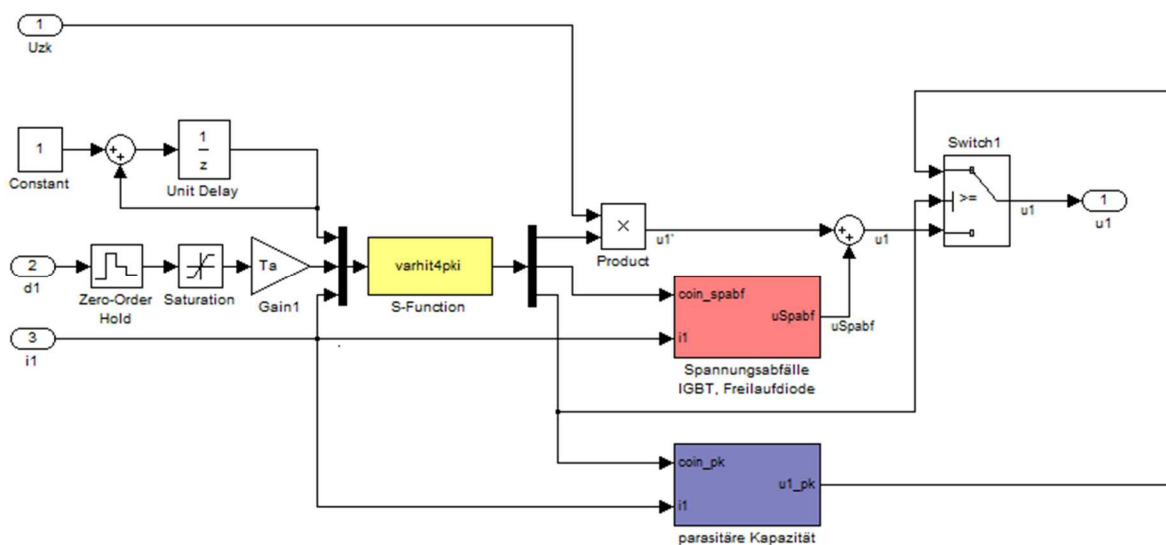 1
Uzk
1
Constant
+
+
1
z
Unit Delay
2
d1
Zero-Order
Hold
Saturation
Ta
Gain1
3
i1
varhit4pki
S-Function
×
Product
u1'
+
+
u1
coin_spabf
uSpabf
i1
uSpabf
Spannungsabfälle
IGBT, Freilaufdiode
coin_pk
u1_pk
i1
parasitäre Kapazität
Switch1
>=
u1
1
u1